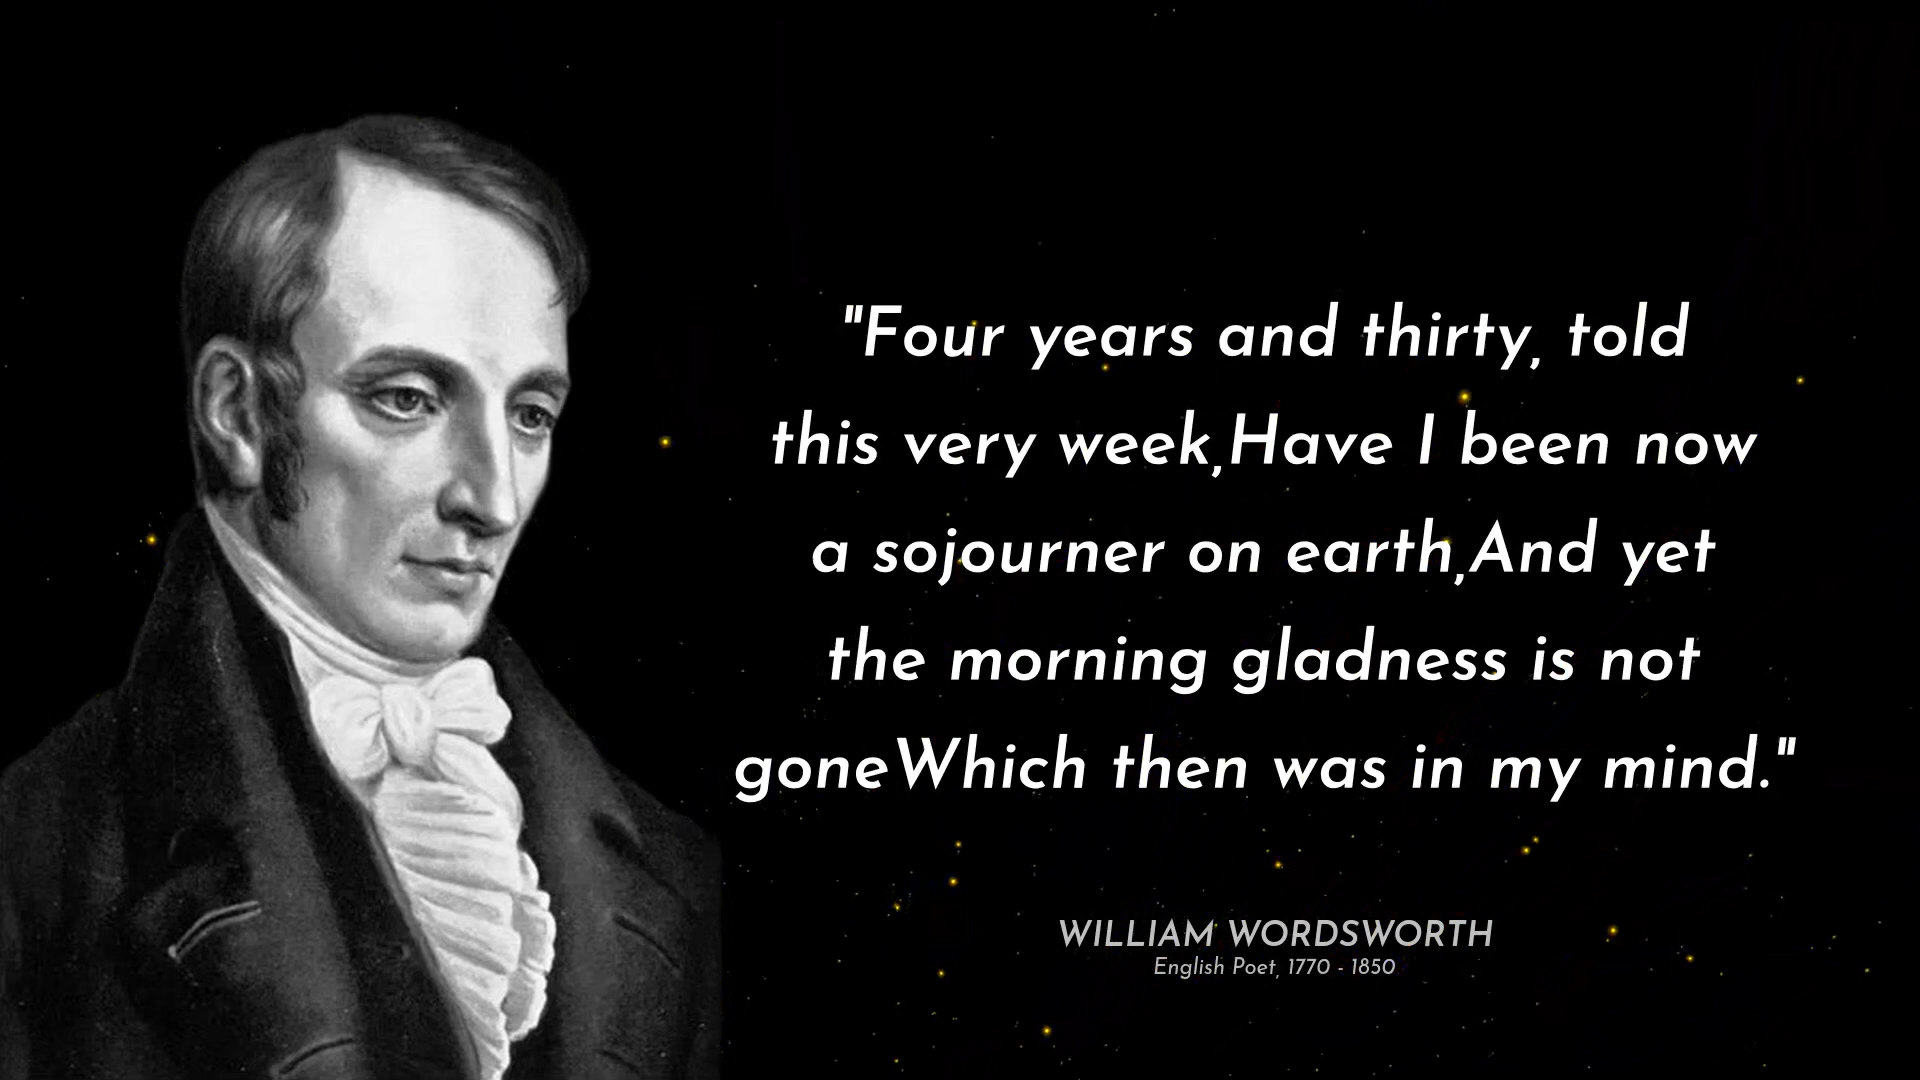 "Four years and thirty, told
this very week,Have I been now
a sojourner on earth,And yet
the morning gladness is not
goneWhich then was in my mind."
WILLIAM WORDSWORTH
English Poet, 1770 - 1850